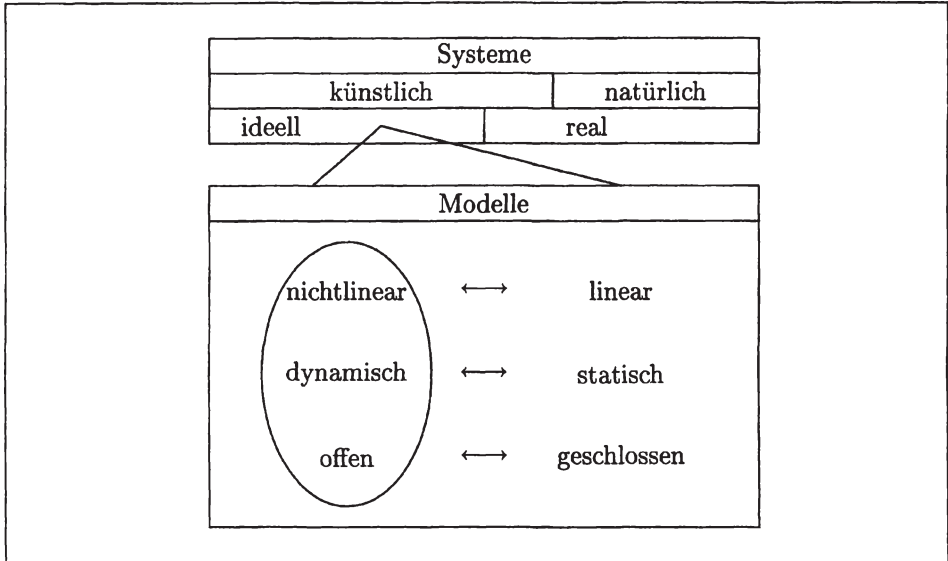 Systeme
künstlich natürlich
ideell real
Modelle
nichtlinear ⟷ linear
dynamisch ⟷ statisch
offen ⟷ geschlossen